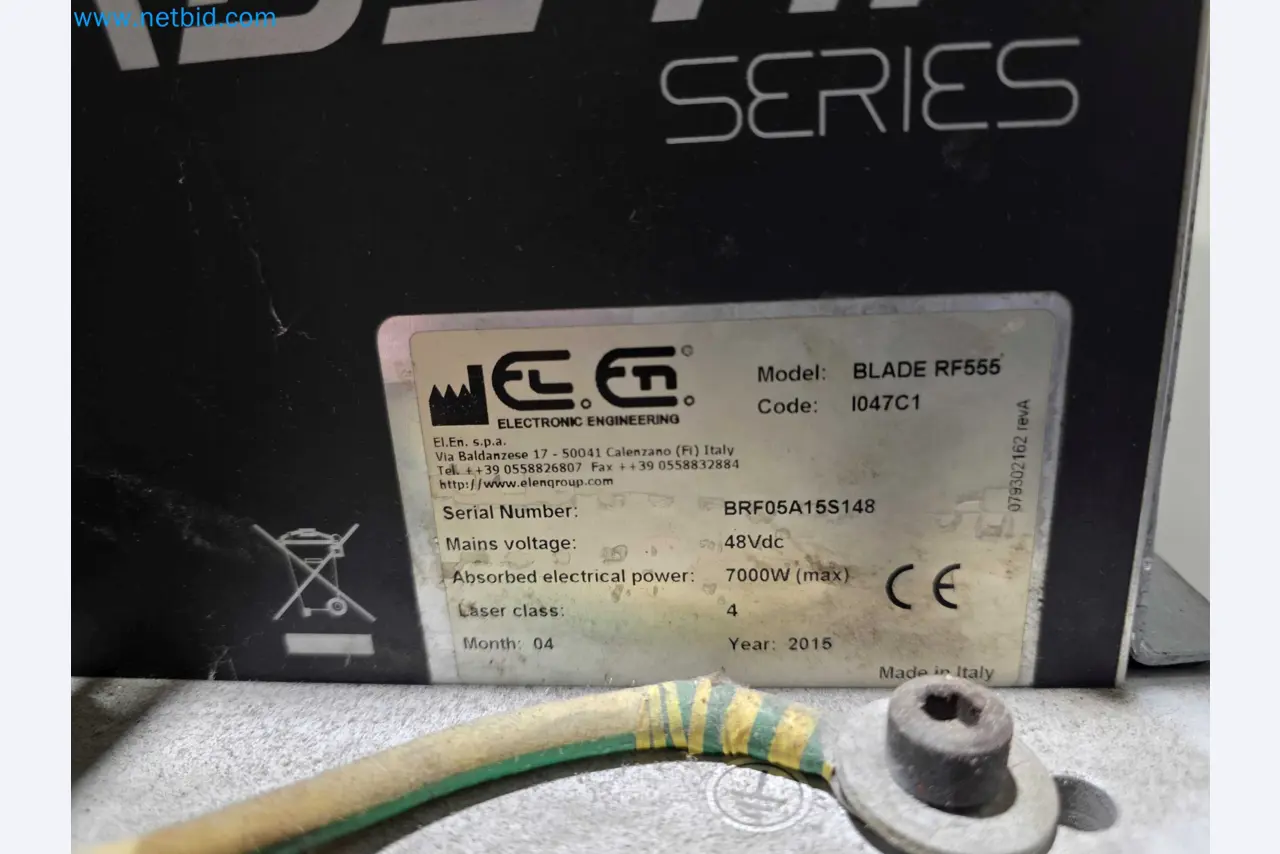 www.netbid.com
SERIES
EL.En.
ELECTRONIC ENGINEERING
Model: BLADE RF555
Code: I047C1
El.En. s.p.a.
Via Baldanzese 17 - 50041 Calenzano (Fi) Italy
Tel. ++39 0558826807 Fax ++39 0558832884
http://www.elengroup.com
079302162 revA
Serial Number: BRF05A15S148
Mains voltage: 48Vdc
Absorbed electrical power: 7000W (max)
CE
Laser class: 4
Month: 04 Year: 2015
Made in Italy